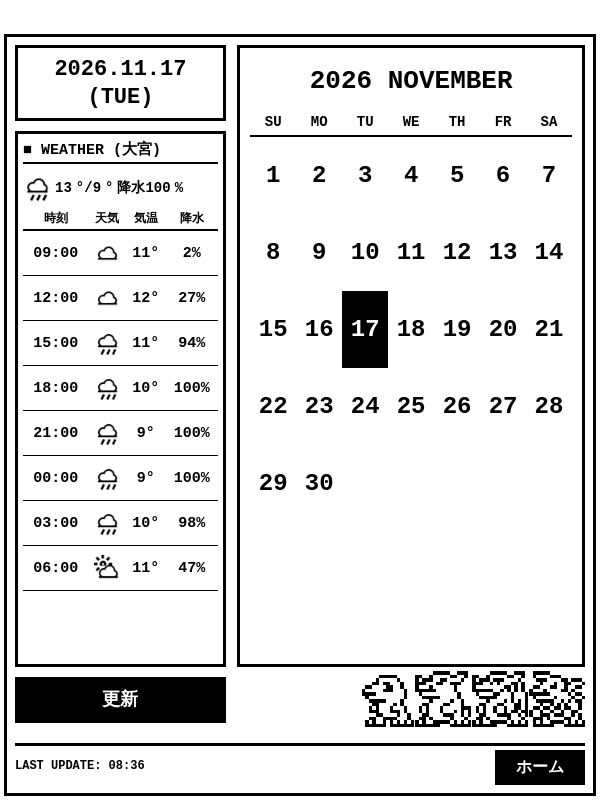 2026.11.17
(TUE)
■ WEATHER (大宮)
13°/9° 降水100%
時刻 天気 気温 降水
09:00 11° 2%
12:00 12° 27%
15:00 11° 94%
18:00 10° 100%
21:00 9° 100%
00:00 9° 100%
03:00 10° 98%
06:00 11° 47%
更新
2026 NOVEMBER
SU MO TU WE TH FR SA
1 2 3 4 5 6 7
8 9 10 11 12 13 14
15 16 17 18 19 20 21
22 23 24 25 26 27 28
29 30
LAST UPDATE: 08:36
ホーム